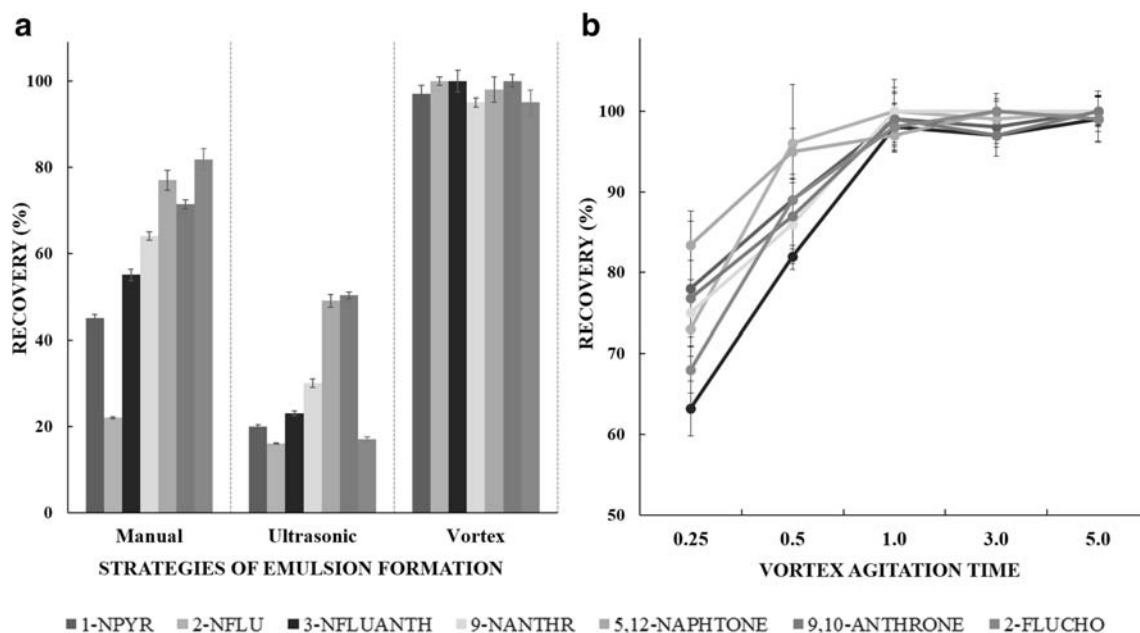 a
RECOVERY (%)
100
80
60
40
20
0
Manual
Ultrasonic
Vortex
STRATEGIES OF EMULSION FORMATION
b
RECOVERY (%)
100
90
80
70
60
50
0.25
0.5
1.0
3.0
5.0
VORTEX AGITATION TIME
1-NPYR
2-NFLU
3-NFLUANTH
9-NANTHR
5,12-NAPHTONE
9,10-ANTHRONE
2-FLUCHO